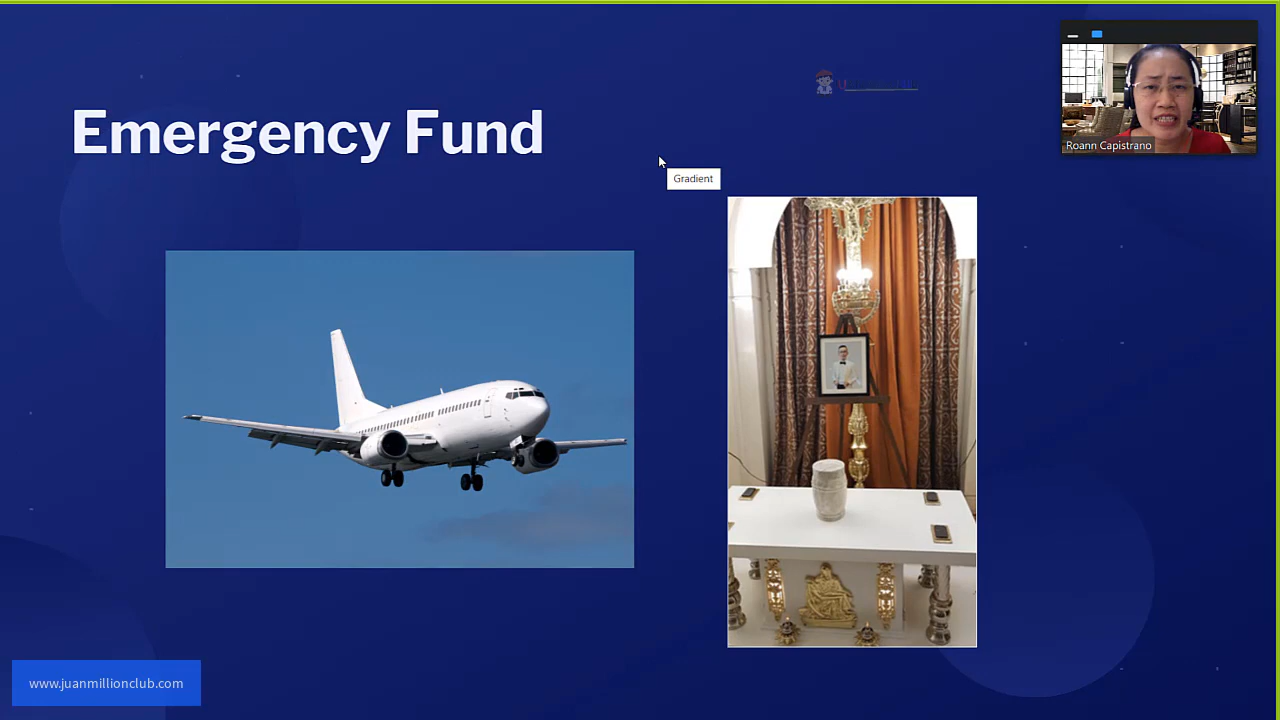 Emergency Fund
Gradient
Roann Capistrano
www.juanmillionclub.com